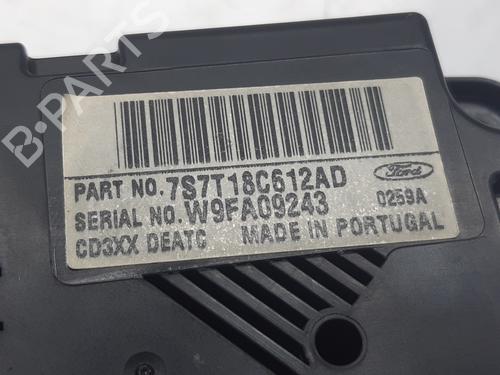 B-PARTS
PART NO. 7S7T18C612AD
Ford
SERIAL NO. W9FA09243 0259A
CD3XX DEATC MADE IN PORTUGAL